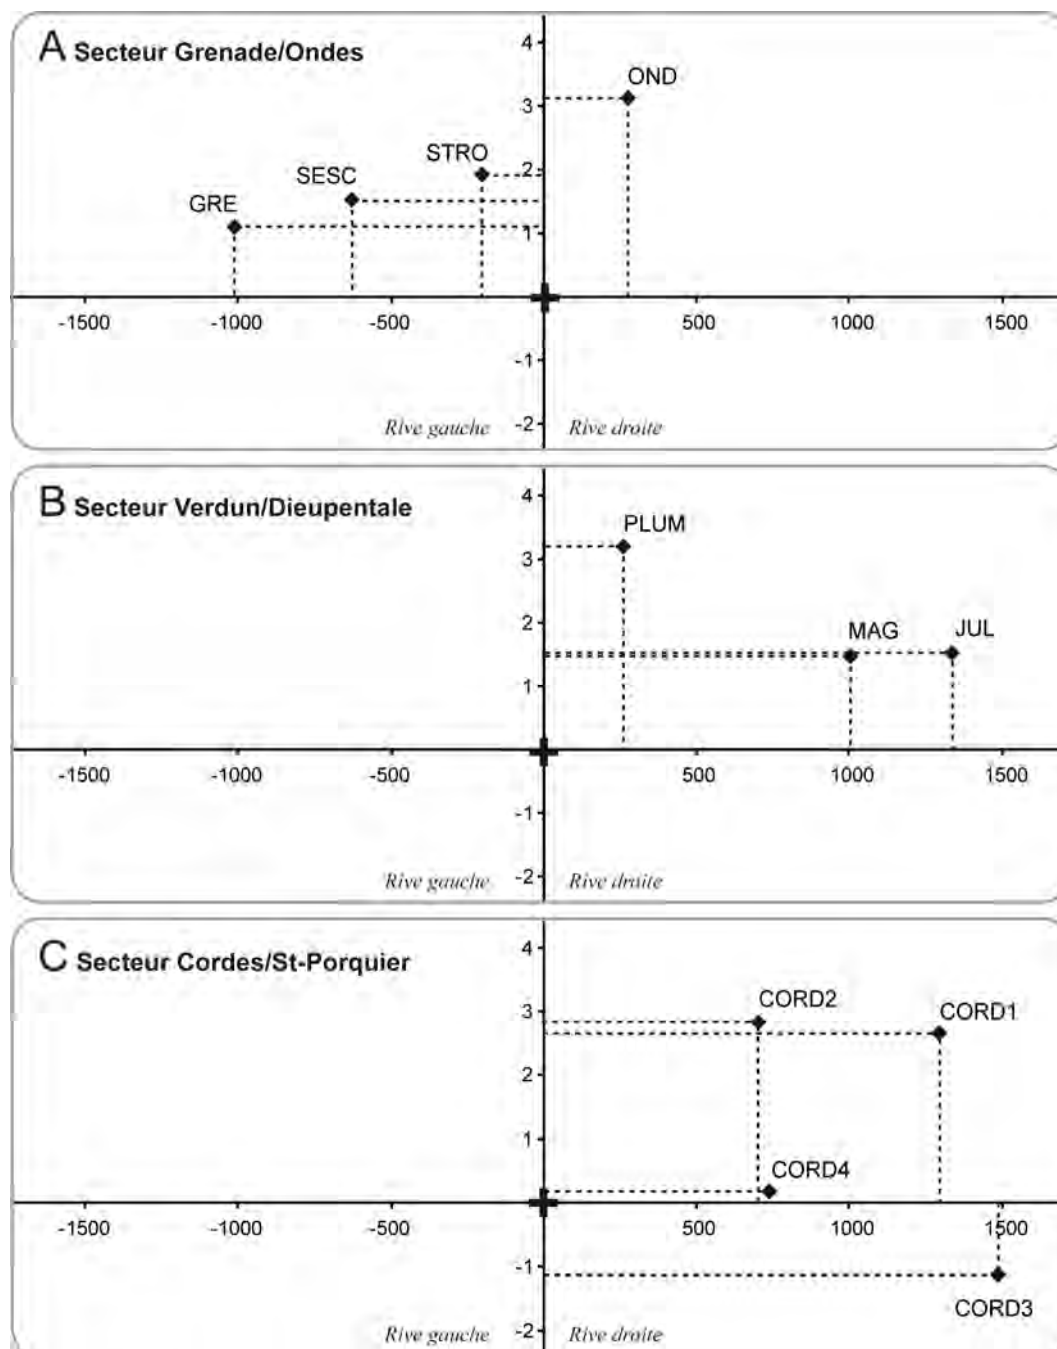 A Secteur Grenade/Ondes
4
OND
3
STRO
2
SESC
GRE
1
-1500 -1000 -500 500 1000 1500
-1
Rive gauche -2 Rive droite
B Secteur Verdun/Dieupentale
4
PLUM
3
2
MAG JUL
1
-1500 -1000 -500 500 1000 1500
-1
Rive gauche -2 Rive droite
C Secteur Cordes/St-Porquier
4
CORD2
3 CORD1
2
1
CORD4
-1500 -1000 -500 500 1000 1500
-1
CORD3
Rive gauche -2 Rive droite